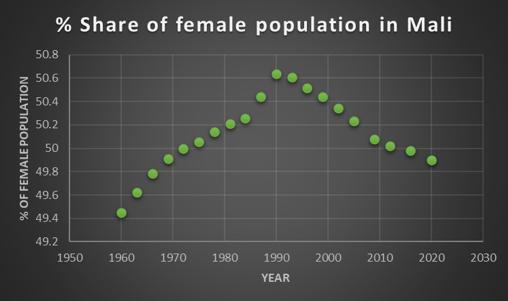 % Share of female population in Mali
% OF FEMALE POPULATION
50.8
50.6
50.4
50.2
50
49.8
49.6
49.4
49.2
1950 1960 1970 1980 1990 2000 2010 2020 2030
YEAR